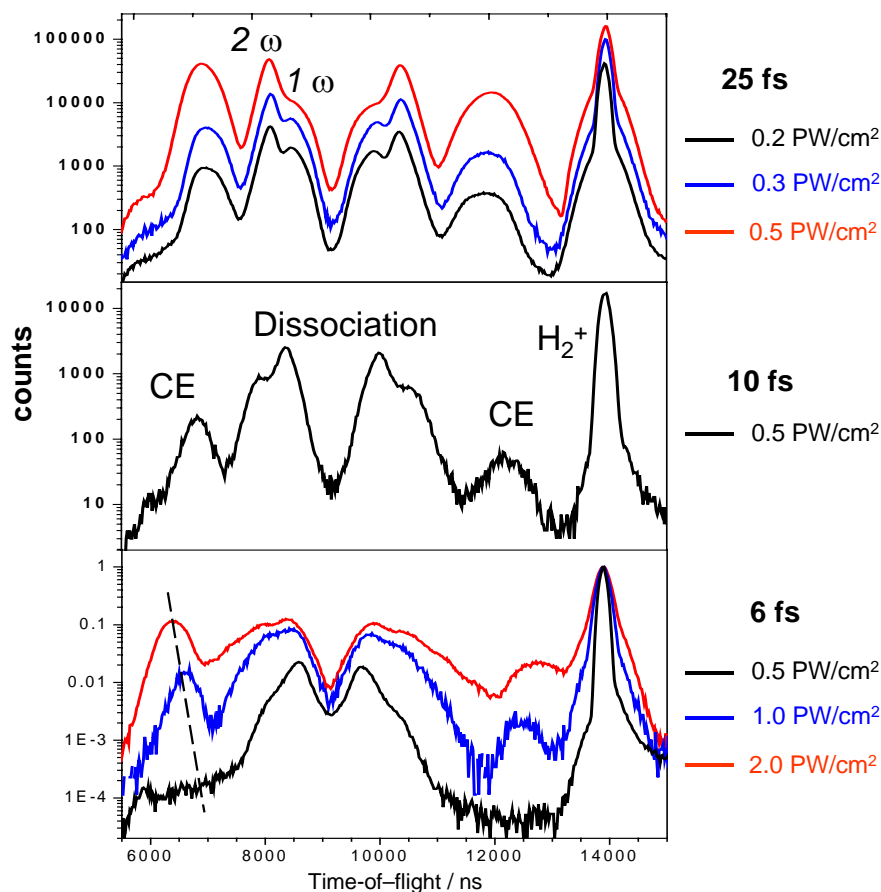 100000
10000
1000
100
2 ω
1 ω
25 fs
0.2 PW/cm²
0.3 PW/cm²
0.5 PW/cm²
10000
1000
100
10
counts
CE
Dissociation
CE
H₂⁺
10 fs
0.5 PW/cm²
1
0.1
0.01
1E-3
1E-4
6 fs
0.5 PW/cm²
1.0 PW/cm²
2.0 PW/cm²
6000 8000 10000 12000 14000
Time-of–flight / ns